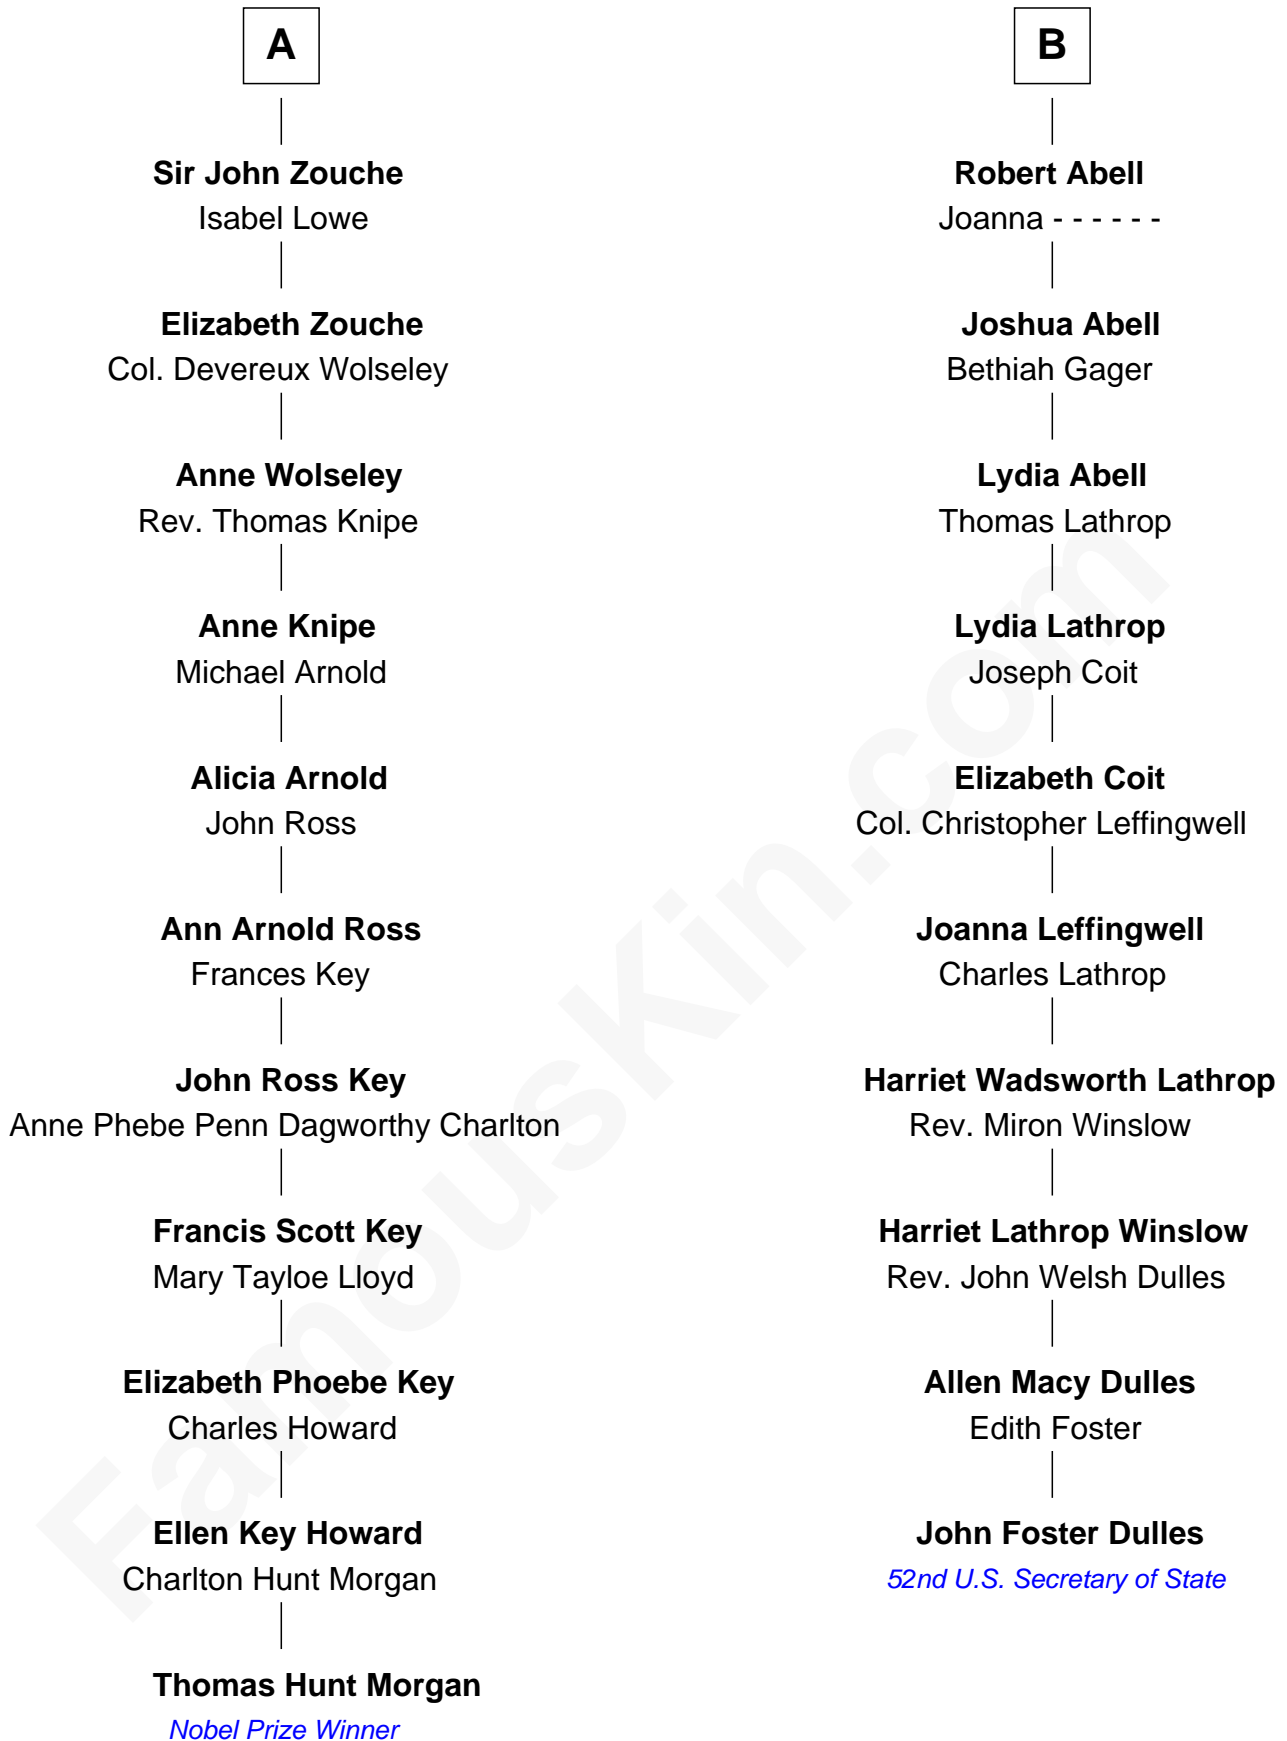 A
Sir John Zouche
Isabel Lowe
Elizabeth Zouche
Col. Devereux Wolseley
Anne Wolseley
Rev. Thomas Knipe
Anne Knipe
Michael Arnold
Alicia Arnold
John Ross
Ann Arnold Ross
Frances Key
John Ross Key
Anne Phebe Penn Dagworthy Charlton
Francis Scott Key
Mary Tayloe Lloyd
Elizabeth Phoebe Key
Charles Howard
Ellen Key Howard
Charlton Hunt Morgan
Thomas Hunt Morgan
Nobel Prize Winner
B
Robert Abell
Joanna - - - - - -
Joshua Abell
Bethiah Gager
Lydia Abell
Thomas Lathrop
Lydia Lathrop
Joseph Coit
Elizabeth Coit
Col. Christopher Leffingwell
Joanna Leffingwell
Charles Lathrop
Harriet Wadsworth Lathrop
Rev. Miron Winslow
Harriet Lathrop Winslow
Rev. John Welsh Dulles
Allen Macy Dulles
Edith Foster
John Foster Dulles
52nd U.S. Secretary of State
FamousKin.com